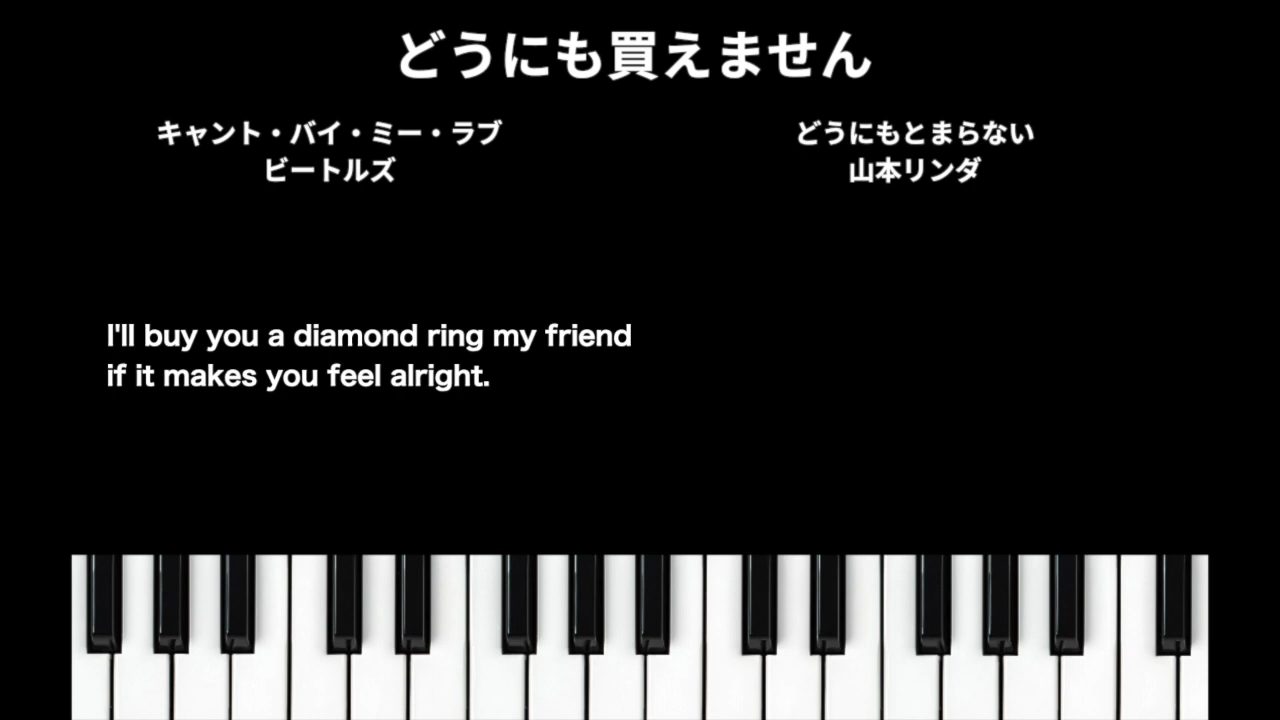 どうにも買えません
キャント・バイ・ミー・ラブ
ビートルズ
どうにもとまらない
山本リンダ
I'll buy you a diamond ring my friend
if it makes you feel alright.